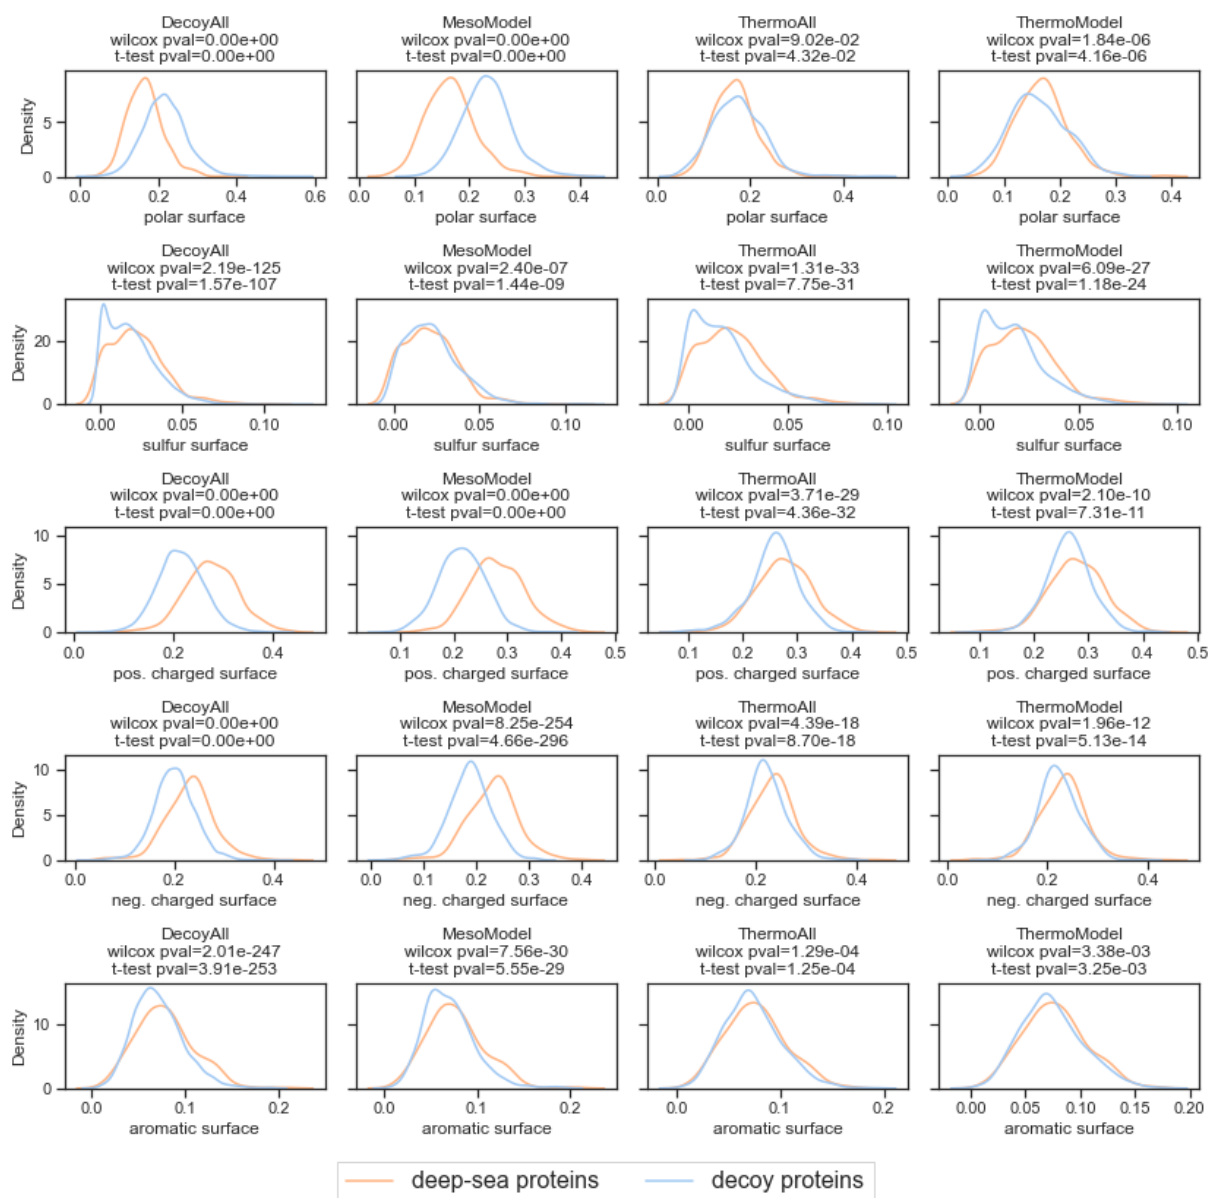 DecoyAll
wilcox pval=0.00e+00
t-test pval=0.00e+00
MesoModel
wilcox pval=0.00e+00
t-test pval=0.00e+00
ThermoAll
wilcox pval=9.02e-02
t-test pval=4.32e-02
ThermoModel
wilcox pval=1.84e-06
t-test pval=4.16e-06
Density
5
0
0.0 0.2 0.4 0.6
polar surface
0.0 0.1 0.2 0.3 0.4
polar surface
0.0 0.2 0.4
polar surface
0.0 0.1 0.2 0.3 0.4
polar surface
DecoyAll
wilcox pval=2.19e-125
t-test pval=1.57e-107
MesoModel
wilcox pval=2.40e-07
t-test pval=1.44e-09
ThermoAll
wilcox pval=1.31e-33
t-test pval=7.75e-31
ThermoModel
wilcox pval=6.09e-27
t-test pval=1.18e-24
Density
20
0
0.00 0.05 0.10
sulfur surface
0.00 0.05 0.10
sulfur surface
0.00 0.05 0.10
sulfur surface
0.00 0.05 0.10
sulfur surface
DecoyAll
wilcox pval=0.00e+00
t-test pval=0.00e+00
MesoModel
wilcox pval=0.00e+00
t-test pval=0.00e+00
ThermoAll
wilcox pval=3.71e-29
t-test pval=4.36e-32
ThermoModel
wilcox pval=2.10e-10
t-test pval=7.31e-11
Density
10
5
0
0.0 0.2 0.4
pos. charged surface
0.1 0.2 0.3 0.4 0.5
pos. charged surface
0.1 0.2 0.3 0.4 0.5
pos. charged surface
0.1 0.2 0.3 0.4 0.5
pos. charged surface
DecoyAll
wilcox pval=0.00e+00
t-test pval=0.00e+00
MesoModel
wilcox pval=8.25e-254
t-test pval=4.66e-296
ThermoAll
wilcox pval=4.39e-18
t-test pval=8.70e-18
ThermoModel
wilcox pval=1.96e-12
t-test pval=5.13e-14
Density
10
5
0
0.0 0.2 0.4
neg. charged surface
0.0 0.1 0.2 0.3 0.4
neg. charged surface
0.0 0.2 0.4
neg. charged surface
0.0 0.2 0.4
neg. charged surface
DecoyAll
wilcox pval=2.01e-247
t-test pval=3.91e-253
MesoModel
wilcox pval=7.56e-30
t-test pval=5.55e-29
ThermoAll
wilcox pval=1.29e-04
t-test pval=1.25e-04
ThermoModel
wilcox pval=3.38e-03
t-test pval=3.25e-03
Density
10
0
0.0 0.1 0.2
aromatic surface
0.0 0.1 0.2
aromatic surface
0.0 0.1 0.2
aromatic surface
0.00 0.05 0.10 0.15 0.20
aromatic surface
deep-sea proteins decoy proteins